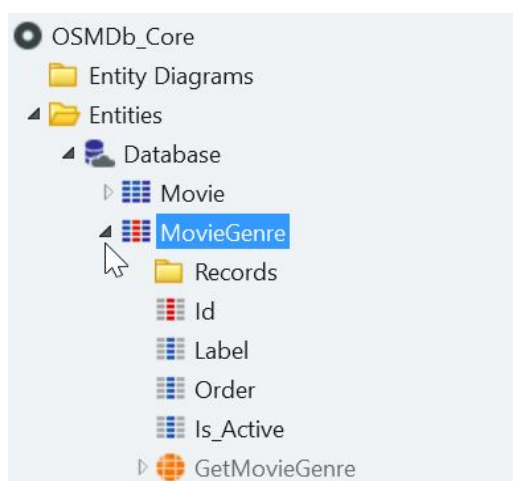 OSMDb_Core
Entity Diagrams
Entities
Database
Movie
MovieGenre
Records
Id
Label
Order
Is_Active
GetMovieGenre